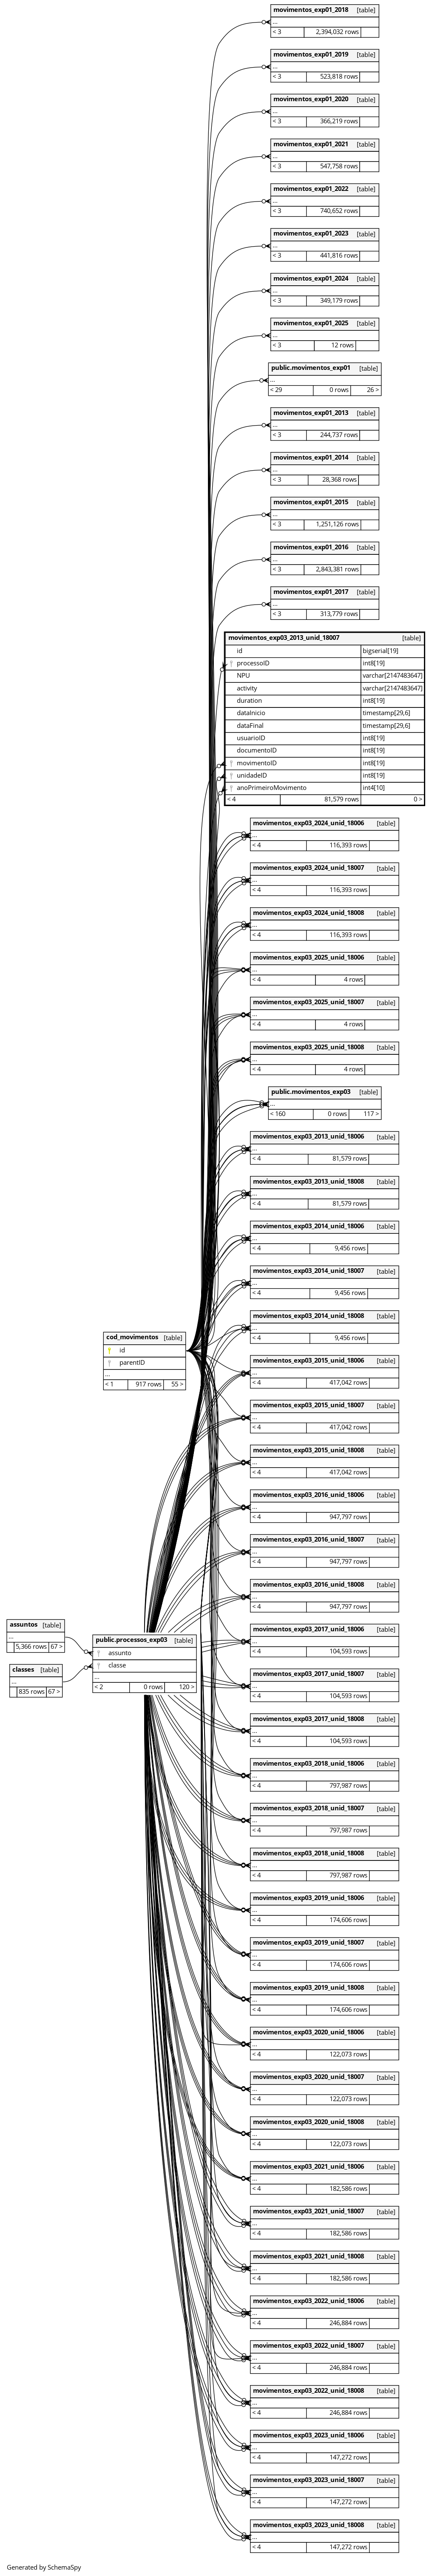 movimentos_exp01_2018 [table]
...
< 3 2,394,032 rows
movimentos_exp01_2019 [table]
...
< 3 523,818 rows
movimentos_exp01_2020 [table]
...
< 3 366,219 rows
movimentos_exp01_2021 [table]
...
< 3 547,758 rows
movimentos_exp01_2022 [table]
...
< 3 740,652 rows
movimentos_exp01_2023 [table]
...
< 3 441,816 rows
movimentos_exp01_2024 [table]
...
< 3 349,179 rows
movimentos_exp01_2025 [table]
...
< 3 12 rows
public.movimentos_exp01 [table]
...
< 29 0 rows 26 >
movimentos_exp01_2013 [table]
...
< 3 244,737 rows
movimentos_exp01_2014 [table]
...
< 3 28,368 rows
movimentos_exp01_2015 [table]
...
< 3 1,251,126 rows
movimentos_exp01_2016 [table]
...
< 3 2,843,381 rows
movimentos_exp01_2017 [table]
...
< 3 313,779 rows
movimentos_exp03_2013_unid_18007 [table]
id bigserial[19]
processoID int8[19]
NPU varchar[2147483647]
activity varchar[2147483647]
duration int8[19]
dataInicio timestamp[29,6]
dataFinal timestamp[29,6]
usuarioID int8[19]
documentoID int8[19]
movimentoID int8[19]
unidadeID int8[19]
anoPrimeiroMovimento int4[10]
< 4 81,579 rows 0 >
movimentos_exp03_2024_unid_18006 [table]
...
< 4 116,393 rows
movimentos_exp03_2024_unid_18007 [table]
...
< 4 116,393 rows
movimentos_exp03_2024_unid_18008 [table]
...
< 4 116,393 rows
movimentos_exp03_2025_unid_18006 [table]
...
< 4 4 rows
movimentos_exp03_2025_unid_18007 [table]
...
< 4 4 rows
movimentos_exp03_2025_unid_18008 [table]
...
< 4 4 rows
public.movimentos_exp03 [table]
...
< 160 0 rows 117 >
movimentos_exp03_2013_unid_18006 [table]
...
< 4 81,579 rows
movimentos_exp03_2013_unid_18008 [table]
...
< 4 81,579 rows
movimentos_exp03_2014_unid_18006 [table]
...
< 4 9,456 rows
movimentos_exp03_2014_unid_18007 [table]
...
< 4 9,456 rows
movimentos_exp03_2014_unid_18008 [table]
...
< 4 9,456 rows
cod_movimentos [table]
id
parentID
...
< 1 917 rows 55 >
movimentos_exp03_2015_unid_18006 [table]
...
< 4 417,042 rows
movimentos_exp03_2015_unid_18007 [table]
...
< 4 417,042 rows
movimentos_exp03_2015_unid_18008 [table]
...
< 4 417,042 rows
movimentos_exp03_2016_unid_18006 [table]
...
< 4 947,797 rows
movimentos_exp03_2016_unid_18007 [table]
...
< 4 947,797 rows
movimentos_exp03_2016_unid_18008 [table]
...
< 4 947,797 rows
assuntos [table]
...
5,366 rows 67 >
classes [table]
...
835 rows 67 >
public.processos_exp03 [table]
assunto
classe
...
< 2 0 rows 120 >
movimentos_exp03_2017_unid_18006 [table]
...
< 4 104,593 rows
movimentos_exp03_2017_unid_18007 [table]
...
< 4 104,593 rows
movimentos_exp03_2017_unid_18008 [table]
...
< 4 104,593 rows
movimentos_exp03_2018_unid_18006 [table]
...
< 4 797,987 rows
movimentos_exp03_2018_unid_18007 [table]
...
< 4 797,987 rows
movimentos_exp03_2018_unid_18008 [table]
...
< 4 797,987 rows
movimentos_exp03_2019_unid_18006 [table]
...
< 4 174,606 rows
movimentos_exp03_2019_unid_18007 [table]
...
< 4 174,606 rows
movimentos_exp03_2019_unid_18008 [table]
...
< 4 174,606 rows
movimentos_exp03_2020_unid_18006 [table]
...
< 4 122,073 rows
movimentos_exp03_2020_unid_18007 [table]
...
< 4 122,073 rows
movimentos_exp03_2020_unid_18008 [table]
...
< 4 122,073 rows
movimentos_exp03_2021_unid_18006 [table]
...
< 4 182,586 rows
movimentos_exp03_2021_unid_18007 [table]
...
< 4 182,586 rows
movimentos_exp03_2021_unid_18008 [table]
...
< 4 182,586 rows
movimentos_exp03_2022_unid_18006 [table]
...
< 4 246,884 rows
movimentos_exp03_2022_unid_18007 [table]
...
< 4 246,884 rows
movimentos_exp03_2022_unid_18008 [table]
...
< 4 246,884 rows
movimentos_exp03_2023_unid_18006 [table]
...
< 4 147,272 rows
movimentos_exp03_2023_unid_18007 [table]
...
< 4 147,272 rows
movimentos_exp03_2023_unid_18008 [table]
...
< 4 147,272 rows
Generated by SchemaSpy